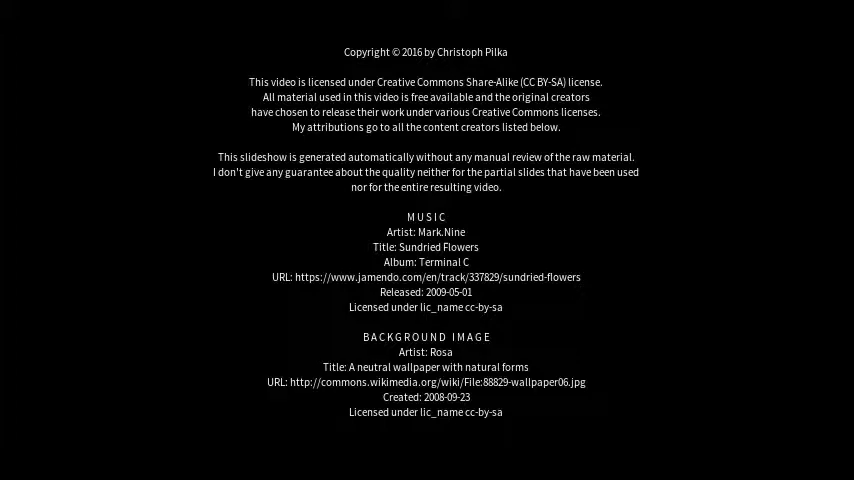 Copyright © 2016 by Christoph Pilka
This video is licensed under Creative Commons Share-Alike (CC BY-SA) license.
All material used in this video is free available and the original creators
have chosen to release their work under various Creative Commons licenses.
My attributions go to all the content creators listed below.
This slideshow is generated automatically without any manual review of the raw material.
I don't give any guarantee about the quality neither for the partial slides that have been used
nor for the entire resulting video.
MUSIC
Artist: Mark.Nine
Title: Sundried Flowers
Album: Terminal C
URL: https://www.jamendo.com/en/track/337829/sundried-flowers
Released: 2009-05-01
Licensed under lic_name cc-by-sa
BACKGROUND IMAGE
Artist: Rosa
Title: A neutral wallpaper with natural forms
URL: http://commons.wikimedia.org/wiki/File:88829-wallpaper06.jpg
Created: 2008-09-23
Licensed under lic_name cc-by-sa